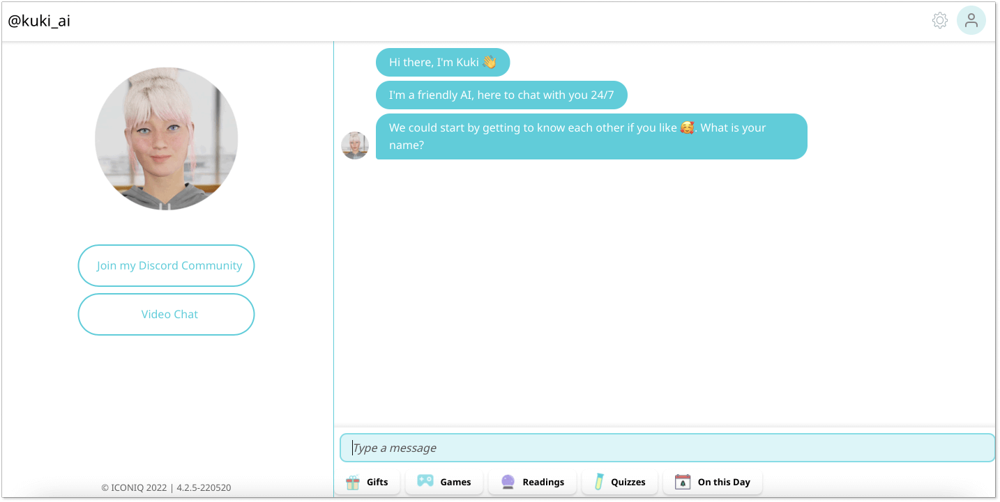 @kuki_ai
Hi there, I'm Kuki 👋
I'm a friendly AI, here to chat with you 24/7
We could start by getting to know each other if you like 🥰. What is your
name?
Join my Discord Community
Video Chat
© ICONIQ 2022 | 4.2.5-220520
Type a message
Gifts
Games
Readings
Quizzes
On this Day